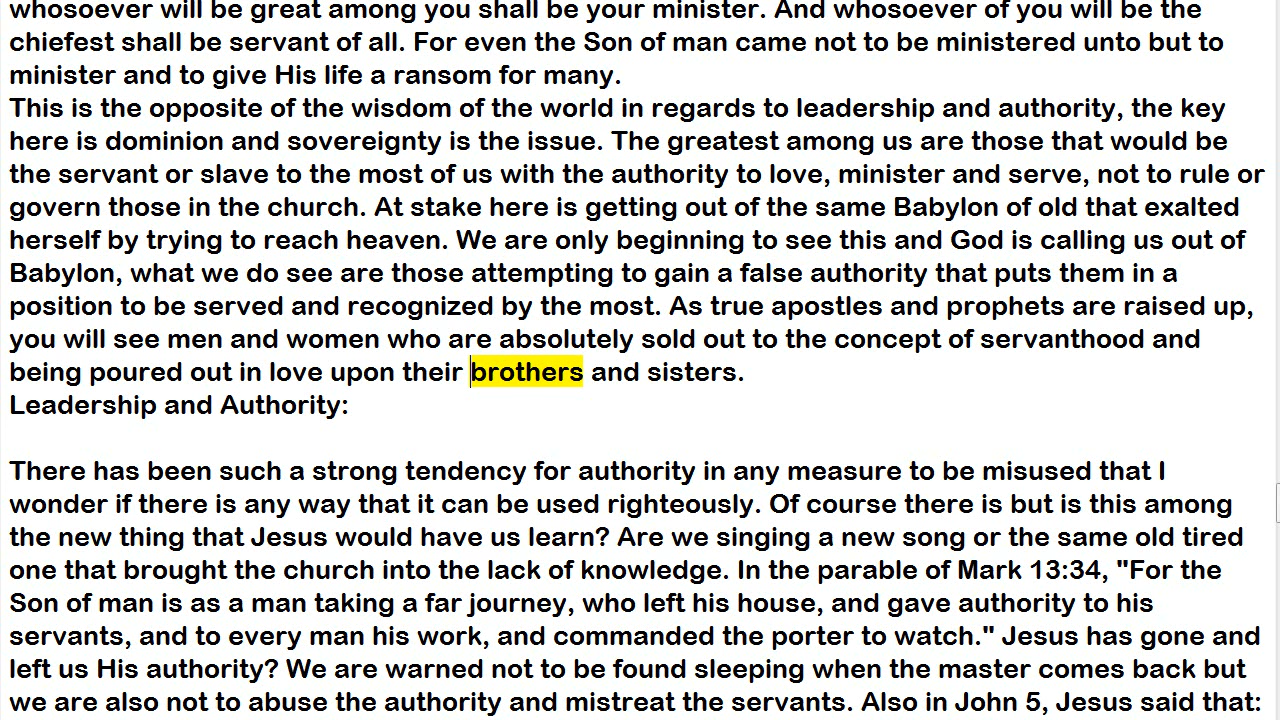 whosoever will be great among you shall be your minister. And whosoever of you will be the
chiefest shall be servant of all. For even the Son of man came not to be ministered unto but to
minister and to give His life a ransom for many.
This is the opposite of the wisdom of the world in regards to leadership and authority, the key
here is dominion and sovereignty is the issue. The greatest among us are those that would be
the servant or slave to the most of us with the authority to love, minister and serve, not to rule or
govern those in the church. At stake here is getting out of the same Babylon of old that exalted
herself by trying to reach heaven. We are only beginning to see this and God is calling us out of
Babylon, what we do see are those attempting to gain a false authority that puts them in a
position to be served and recognized by the most. As true apostles and prophets are raised up,
you will see men and women who are absolutely sold out to the concept of servanthood and
being poured out in love upon their brothers and sisters.
Leadership and Authority:
There has been such a strong tendency for authority in any measure to be misused that I
wonder if there is any way that it can be used righteously. Of course there is but is this among
the new thing that Jesus would have us learn? Are we singing a new song or the same old tired
one that brought the church into the lack of knowledge. In the parable of Mark 13:34, "For the
Son of man is as a man taking a far journey, who left his house, and gave authority to his
servants, and to every man his work, and commanded the porter to watch." Jesus has gone and
left us His authority? We are warned not to be found sleeping when the master comes back but
we are also not to abuse the authority and mistreat the servants. Also in John 5, Jesus said that: